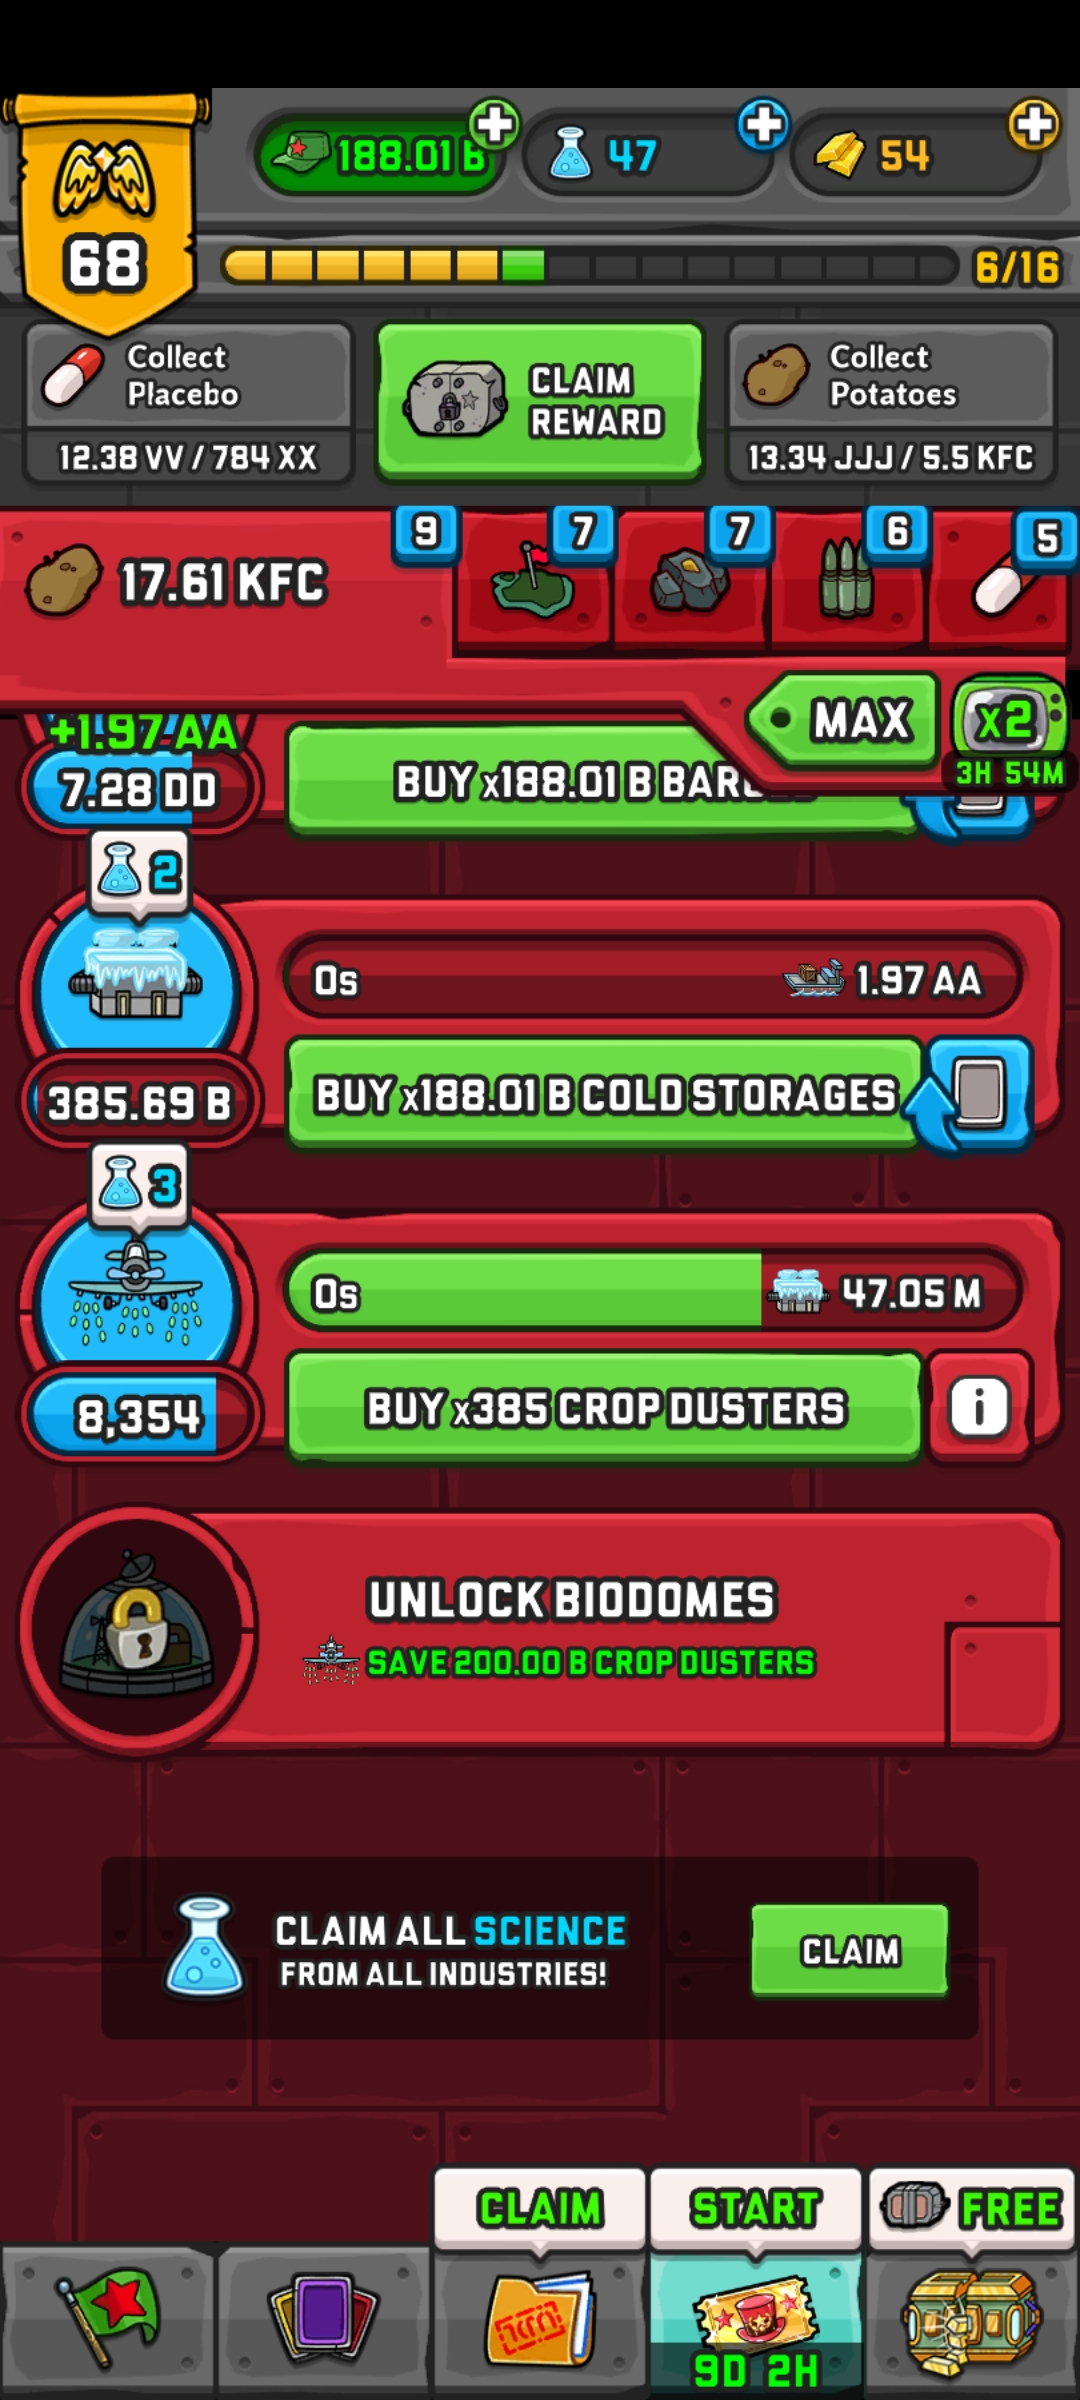 68
188.01 B
47
54
6/16
Collect
Placebo
12.38 VV / 784 XX
CLAIM
REWARD
Collect
Potatoes
13.34 JJJ / 5.5 KFC
17.61 KFC
9
7
7
6
5
MAX
x2
3H 54M
+1.97 AA
7.28 DD
BUY x188.01 B
2
0s
1.97 AA
385.69 B
BUY x188.01 B COLD STORAGES
3
0s
47.05 M
8,354
BUY x385 CROP DUSTERS
i
UNLOCK BIODOMES
SAVE 200.00 B CROP DUSTERS
CLAIM ALL SCIENCE
FROM ALL INDUSTRIES!
CLAIM
CLAIM
START
FREE
9D 2H